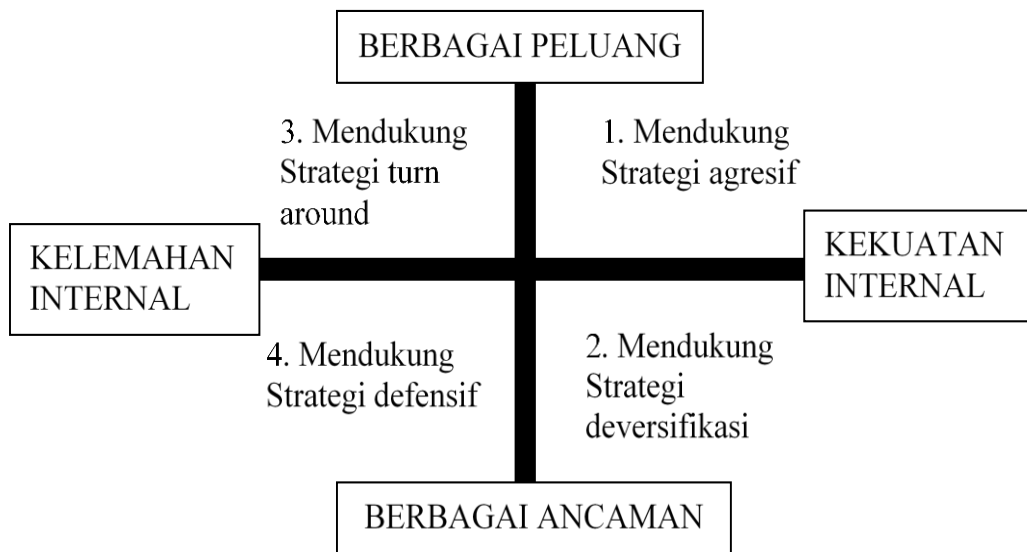 BERBAGAI PELUANG
3. Mendukung
Strategi turn
around
1. Mendukung
Strategi agresif
KELEMAHAN
INTERNAL
KEKUATAN
INTERNAL
4. Mendukung
Strategi defensif
2. Mendukung
Strategi
deversifikasi
BERBAGAI ANCAMAN